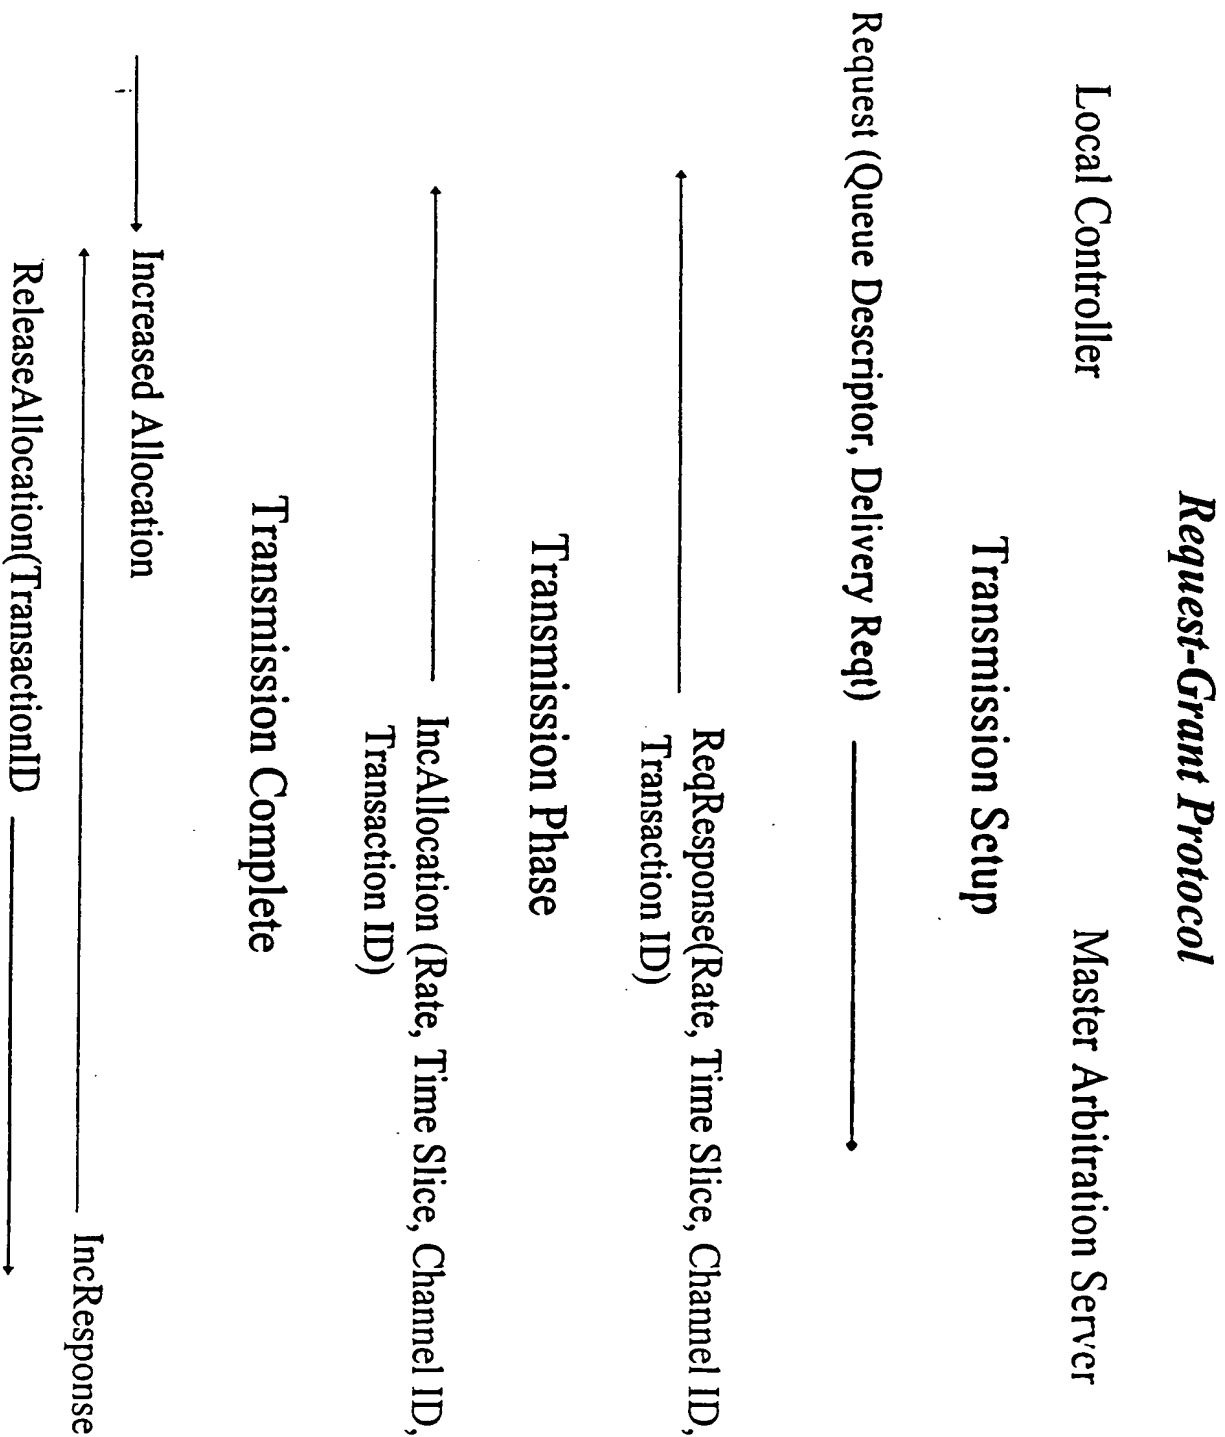 Request-Grant Protocol
Local Controller
Master Arbitration Server
Transmission Setup
Request (Queue Descriptor, Delivery Reqt)
ReqResponse(Rate, Time Slice, Channel ID,
Transaction ID)
Transmission Phase
IncAllocation (Rate, Time Slice, Channel ID,
Transaction ID)
Transmission Complete
Increased Allocation
IncResponse
ReleaseAllocation(TransactionID